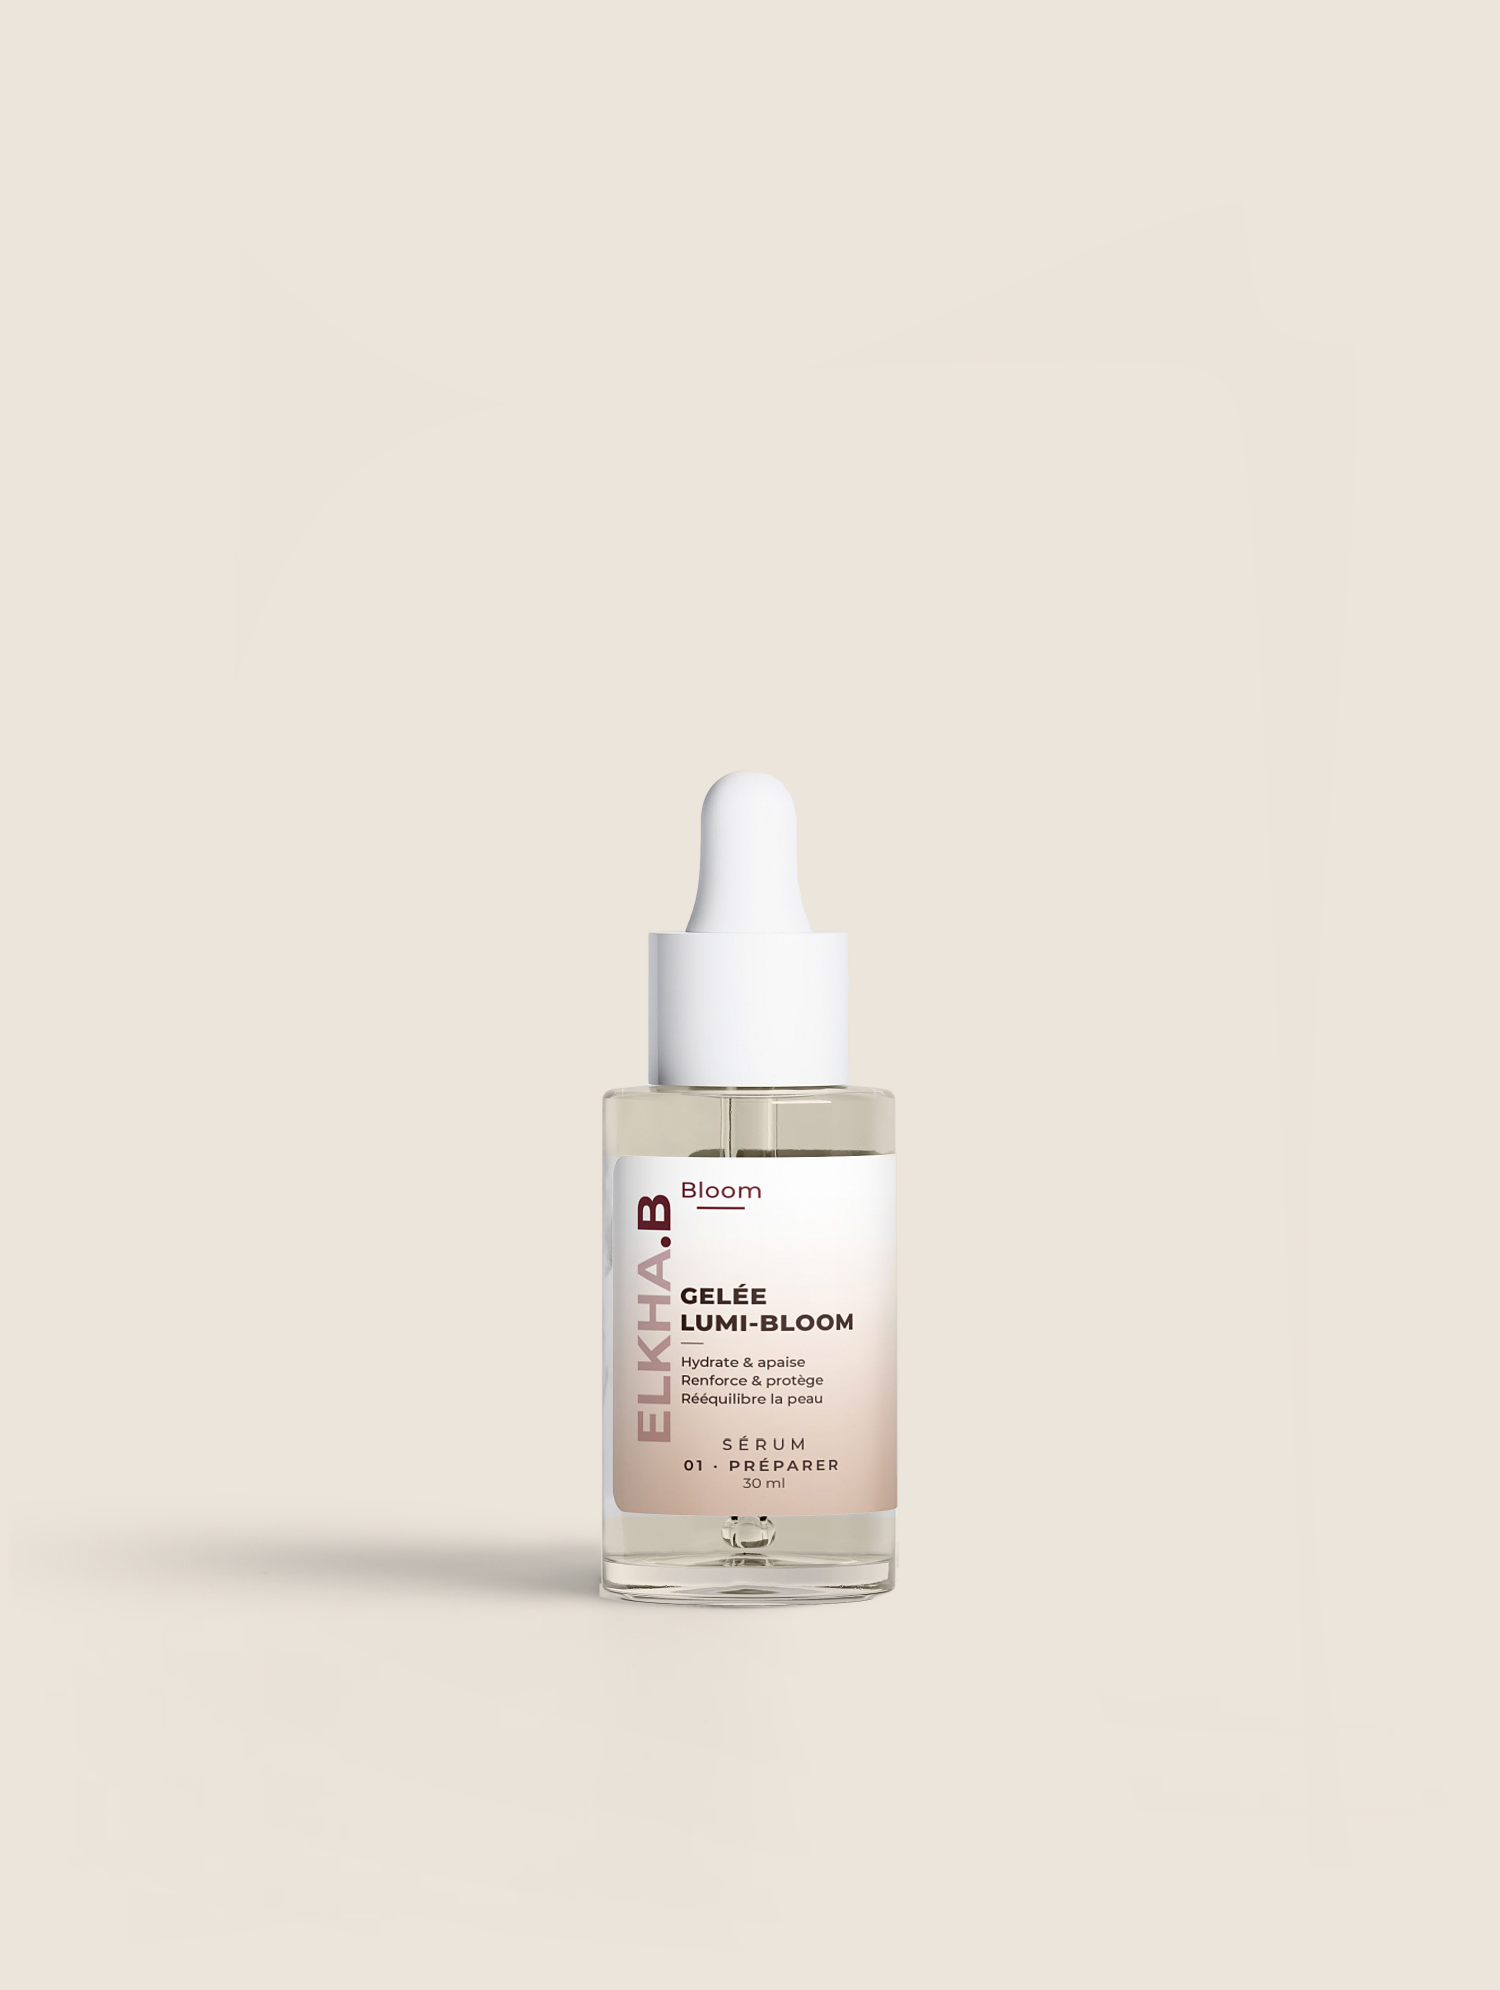 ELKHA.B
Bloom
GELÉE
LUMI-BLOOM
Hydrate & apaise
Renforce & protège
Rééquilibre la peau
SÉRUM
01 · PRÉPARER
30 ml